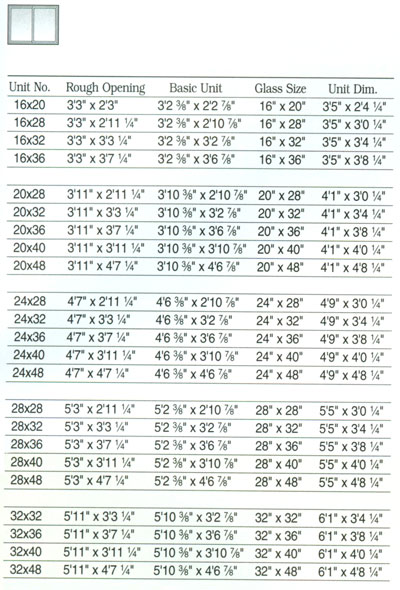 Unit No. Rough Opening Basic Unit Glass Size Unit Dim.
16x20 3'3" x 2'3" 3'2 ⅜" x 2'2 ⅞" 16" x 20" 3'5" x 2'4 ¼"
16x28 3'3" x 2'11 ¼" 3'2 ⅜" x 2'10 ⅞" 16" x 28" 3'5" x 3'0 ¼"
16x32 3'3" x 3'3 ¼" 3'2 ⅜" x 3'2 ⅞" 16" x 32" 3'5" x 3'4 ¼"
16x36 3'3" x 3'7 ¼" 3'2 ⅜" x 3'6 ⅞" 16" x 36" 3'5" x 3'8 ¼"
20x28 3'11" x 2'11 ¼" 3'10 ⅜" x 2'10 ⅞" 20" x 28" 4'1" x 3'0 ¼"
20x32 3'11" x 3'3 ¼" 3'10 ⅜" x 3'2 ⅞" 20" x 32" 4'1" x 3'4 ¼"
20x36 3'11" x 3'7 ¼" 3'10 ⅜" x 3'6 ⅞" 20" x 36" 4'1" x 3'8 ¼"
20x40 3'11" x 3'11 ¼" 3'10 ⅜" x 3'10 ⅞" 20" x 40" 4'1" x 4'0 ¼"
20x48 3'11" x 4'7 ¼" 3'10 ⅜" x 4'6 ⅞" 20" x 48" 4'1" x 4'8 ¼"
24x28 4'7" x 2'11 ¼" 4'6 ⅜" x 2'10 ⅞" 24" x 28" 4'9" x 3'0 ¼"
24x32 4'7" x 3'3 ¼" 4'6 ⅜" x 3'2 ⅞" 24" x 32" 4'9" x 3'4 ¼"
24x36 4'7" x 3'7 ¼" 4'6 ⅜" x 3'6 ⅞" 24" x 36" 4'9" x 3'8 ¼"
24x40 4'7" x 3'11 ¼" 4'6 ⅜" x 3'10 ⅞" 24" x 40" 4'9" x 4'0 ¼"
24x48 4'7" x 4'7 ¼" 4'6 ⅜" x 4'6 ⅞" 24" x 48" 4'9" x 4'8 ¼"
28x28 5'3" x 2'11 ¼" 5'2 ⅜" x 2'10 ⅞" 28" x 28" 5'5" x 3'0 ¼"
28x32 5'3" x 3'3 ¼" 5'2 ⅜" x 3'2 ⅞" 28" x 32" 5'5" x 3'4 ¼"
28x36 5'3" x 3'7 ¼" 5'2 ⅜" x 3'6 ⅞" 28" x 36" 5'5" x 3'8 ¼"
28x40 5'3" x 3'11 ¼" 5'2 ⅜" x 3'10 ⅞" 28" x 40" 5'5" x 4'0 ¼"
28x48 5'3" x 4'7 ¼" 5'2 ⅜" x 4'6 ⅞" 28" x 48" 5'5" x 4'8 ¼"
32x32 5'11" x 3'3 ¼" 5'10 ⅜" x 3'2 ⅞" 32" x 32" 6'1" x 3'4 ¼"
32x36 5'11" x 3'7 ¼" 5'10 ⅜" x 3'6 ⅞" 32" x 36" 6'1" x 3'8 ¼"
32x40 5'11" x 3'11 ¼" 5'10 ⅜" x 3'10 ⅞" 32" x 40" 6'1" x 4'0 ¼"
32x48 5'11" x 4'7 ¼" 5'10 ⅜" x 4'6 ⅞" 32" x 48" 6'1" x 4'8 ¼"